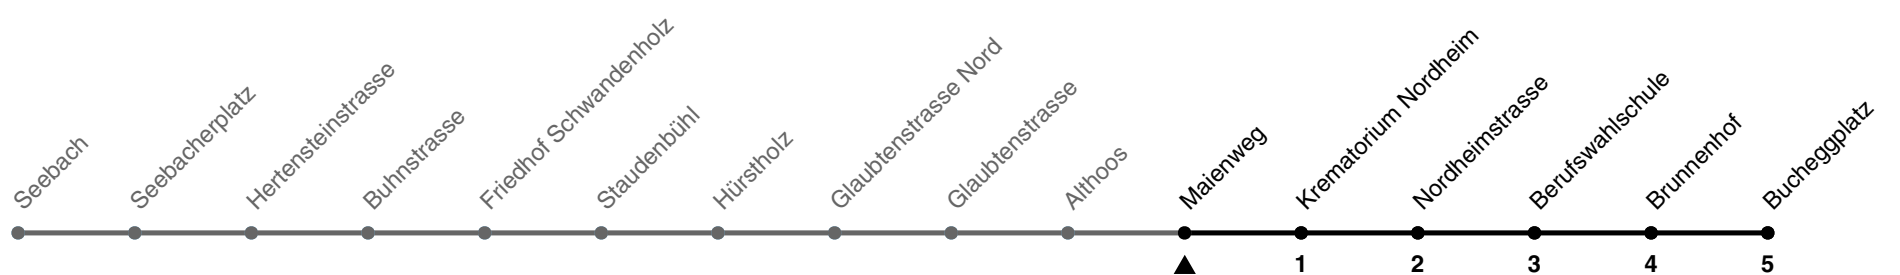 Seebach
Seebacherplatz
Hertensteinstrasse
Buhnstrasse
Friedhof Schwandenholz
Staudenbühl
Hürstholz
Glaubtenstrasse Nord
Glaubtenstrasse
Althoos
Maienweg
Krematorium Nordheim
Nordheimstrasse
Berufswahlschule
Brunnenhof
Bucheggplatz
1 2 3 4 5